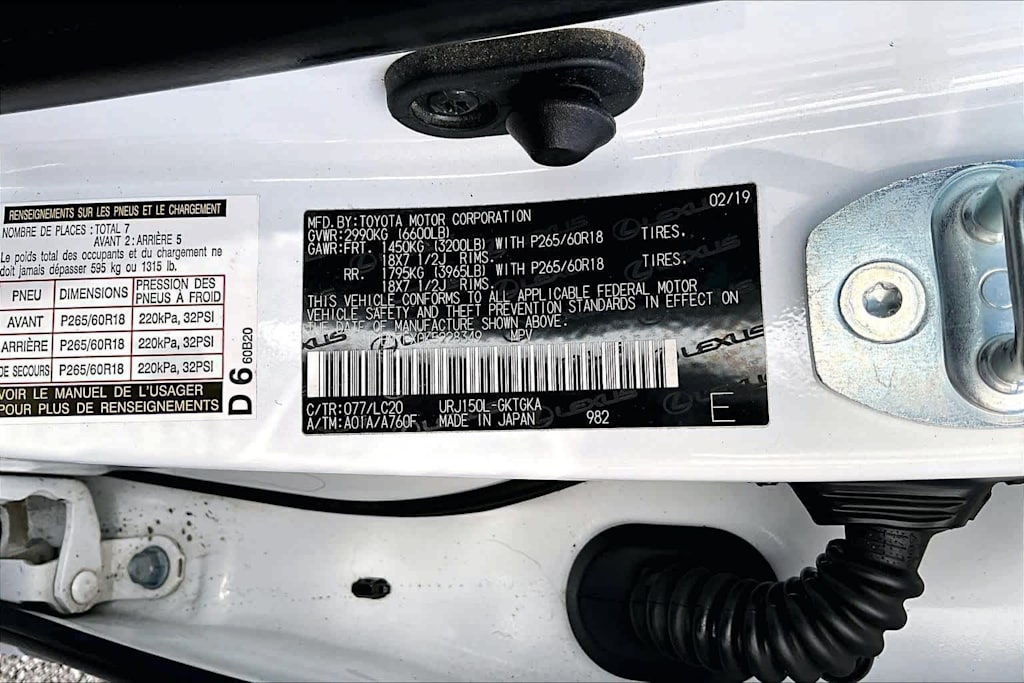 RENSEIGNEMENTS SUR LES PNEUS ET LE CHARGEMENT
NOMBRE DE PLACES: TOTAL 7
AVANT 2: ARRIÈRE 5
Le poids total des occupants et du chargement ne
doit jamais dépasser 595 kg ou 1315 lb.
PNEU DIMENSIONS PRESSION DES PNEUS À FROID
AVANT P265/60R18 220kPa, 32PSI
ARRIÈRE P265/60R18 220kPa, 32PSI
DE SECOURS P265/60R18 220kPa, 32PSI
VOIR LE MANUEL DE L'USAGER
POUR PLUS DE RENSEIGNEMENTS
D 6 60B20
MFD.BY:TOYOTA MOTOR CORPORATION 02/19
GVWR:2990KG (6600LB)
GAWR:FRT. 1450KG (3200LB) WITH P265/60R18 TIRES.
18X7 1/2J RIMS.
RR. 1795KG (3965LB) WITH P265/60R18 TIRES.
18X7 1/2J RIMS.
THIS VEHICLE CONFORMS TO ALL APPLICABLE FEDERAL MOTOR
VEHICLE SAFETY AND THEFT PREVENTION STANDARDS IN EFFECT ON
THE DATE OF MANUFACTURE SHOWN ABOVE.
MPV
LEXUS
C/TR:077/LC20 URJ150L-GKTGKA
A/TM:A01A/A760F MADE IN JAPAN 982 E